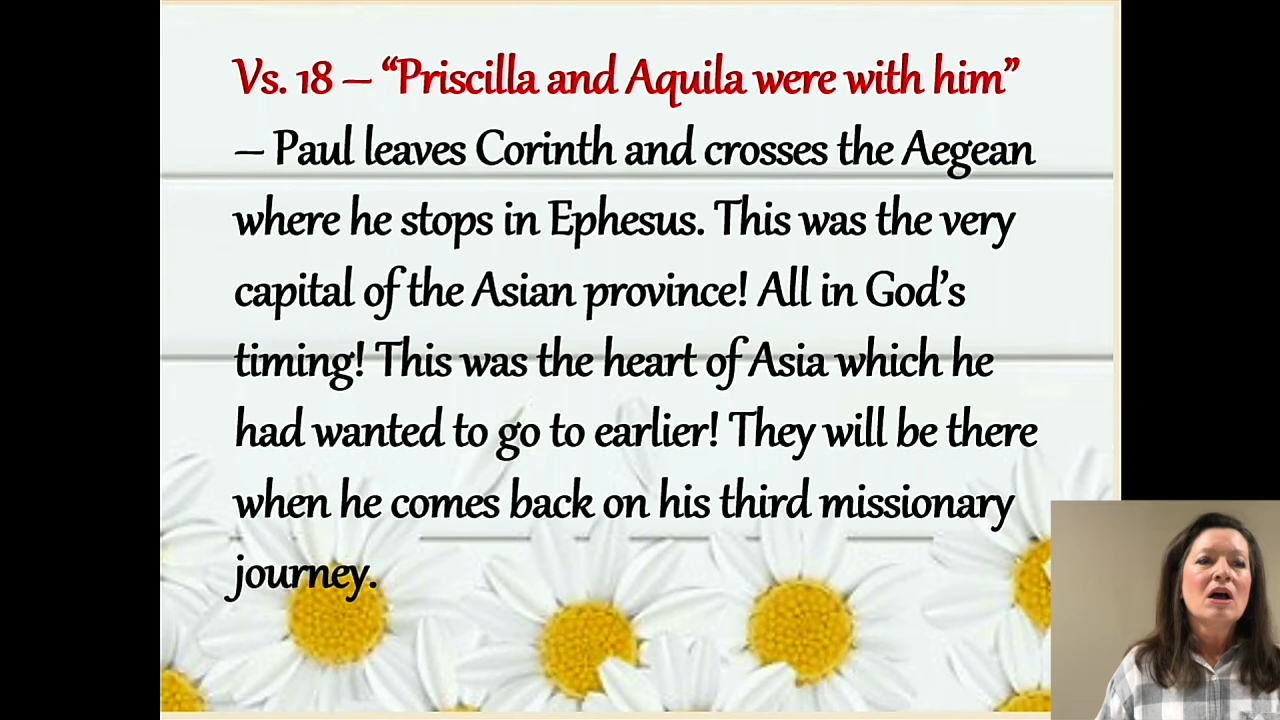 Vs. 18 – “Priscilla and Aquila were with him”
– Paul leaves Corinth and crosses the Aegean
where he stops in Ephesus. This was the very
capital of the Asian province! All in God’s
timing! This was the heart of Asia which he
had wanted to go to earlier! They will be there
when he comes back on his third missionary
journey.